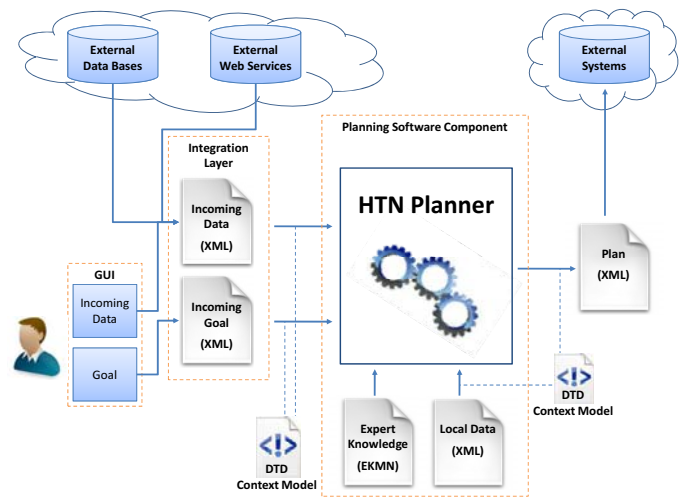 External
Data Bases
External
Web Services
External
Systems
Planning Software Component
Integration
Layer
HTN Planner
Incoming
Data
(XML)
Plan
(XML)
GUI
Incoming
Data
Goal
Incoming
Goal
(XML)
Expert
Knowledge
(EKMN)
Local Data
(XML)
<!>
DTD
Context Model
<!>
DTD
Context Model